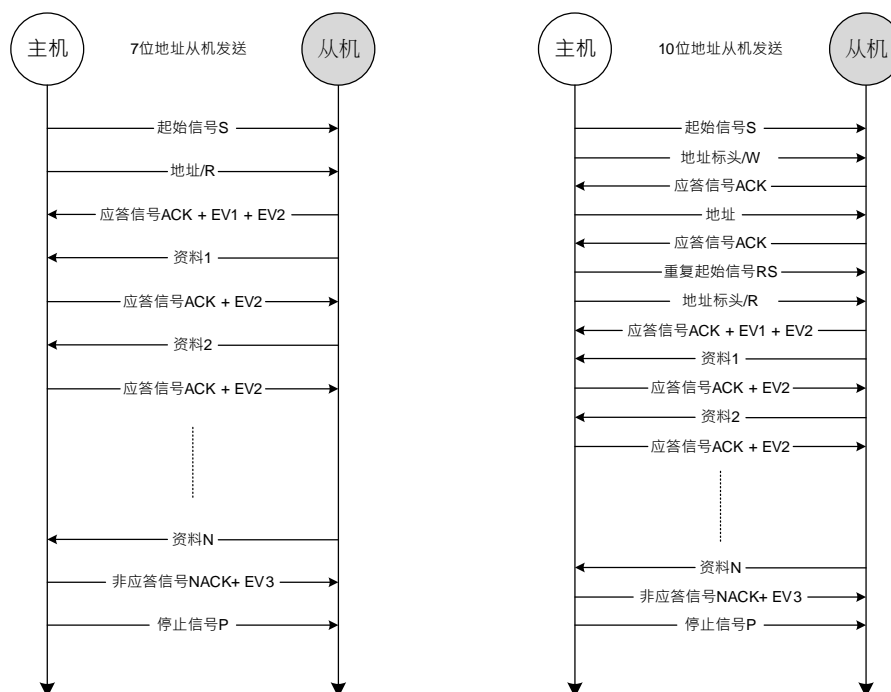 主机
7位地址从机发送
从机
起始信号S
地址/R
应答信号ACK + EV1 + EV2
资料1
应答信号ACK + EV2
资料2
应答信号ACK + EV2
资料N
非应答信号NACK+ EV3
停止信号P
主机
10位地址从机发送
从机
起始信号S
地址标头/W
应答信号ACK
地址
应答信号ACK
重复起始信号RS
地址标头/R
应答信号ACK + EV1 + EV2
资料1
应答信号ACK + EV2
资料2
应答信号ACK + EV2
资料N
非应答信号NACK+ EV3
停止信号P